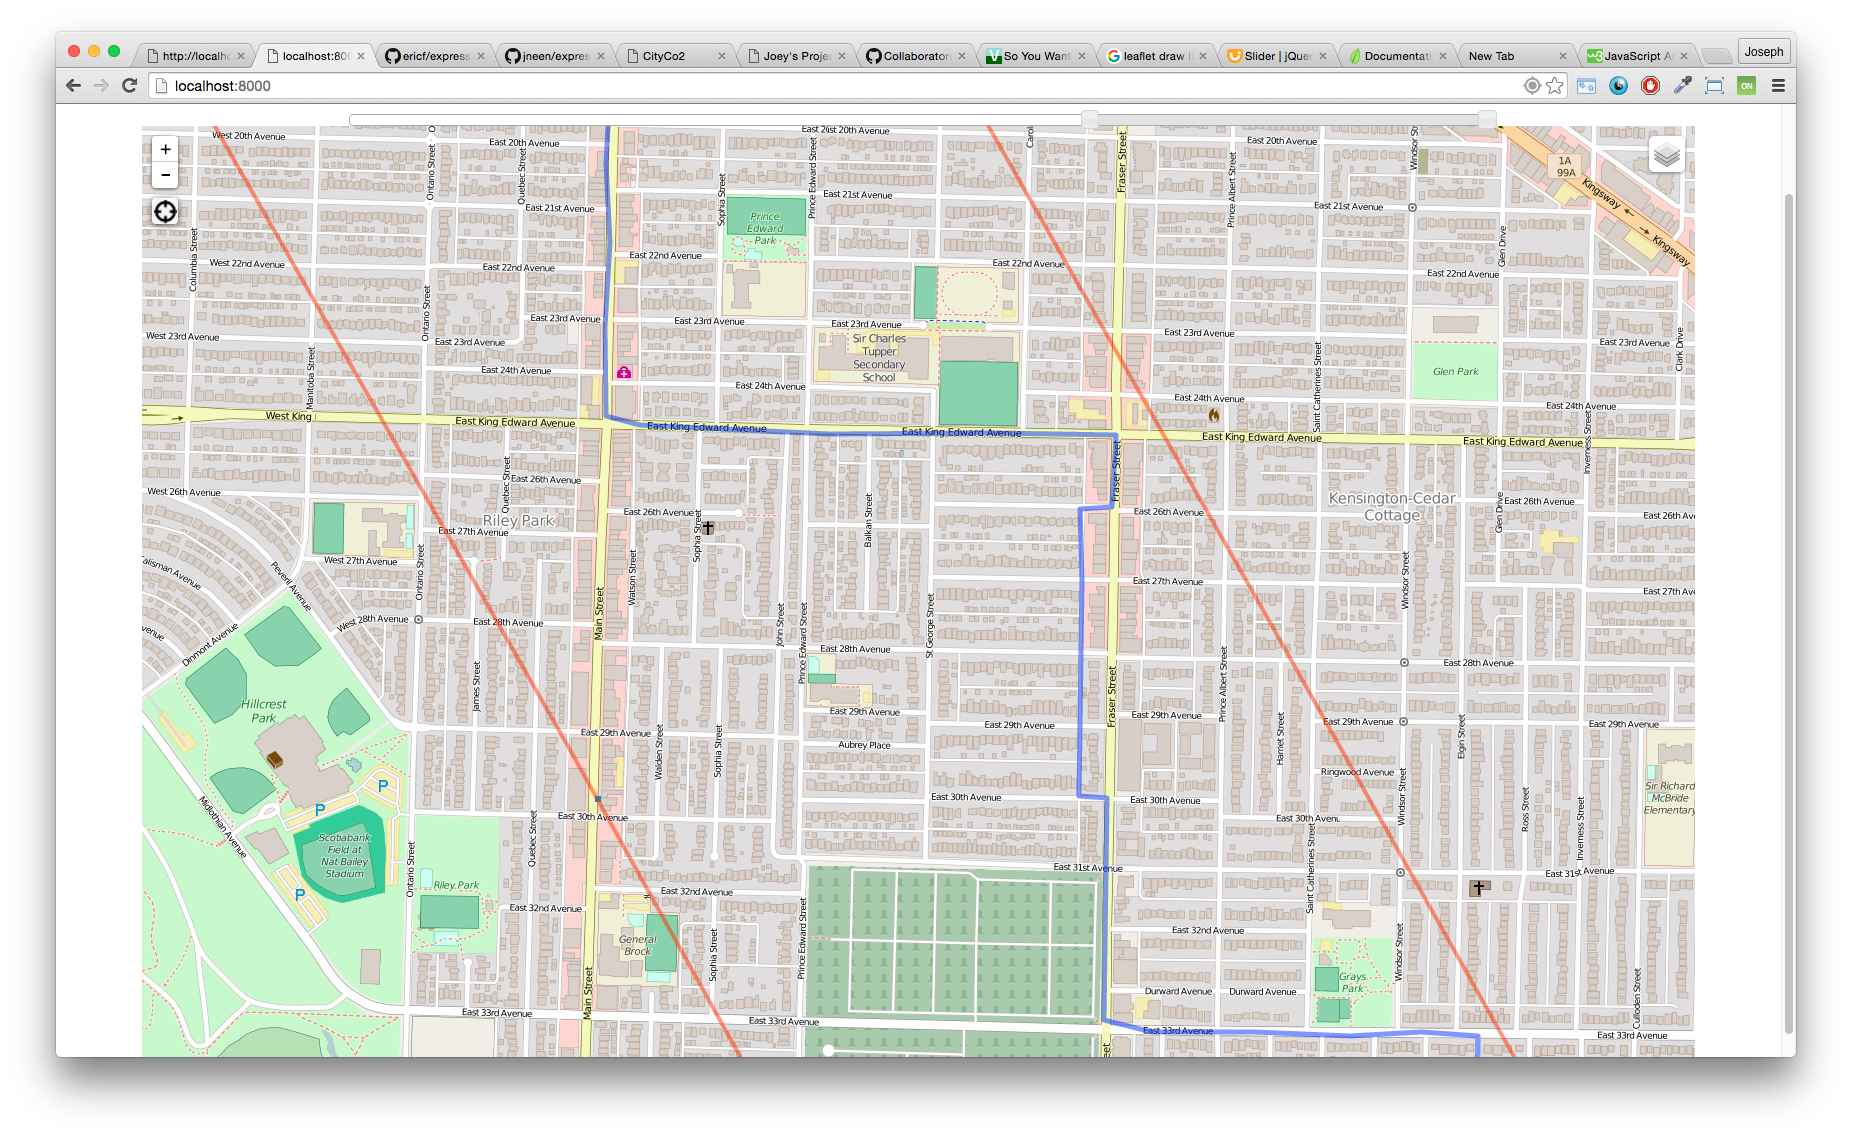 http://localh
localhost:800
ericf/express
jneen/expres
CityCo2
Joey's Projec
Collaborator
So You Want
leaflet draw l
Slider | jQuer
Documentati
New Tab
JavaScript A
Joseph
localhost:8000
ON
West 20th Avenue
East 20th Avenue
East 20th Avenue
East 20th Avenue
Ontario Street
Quebec Street
Sophia Street
Prince Edward Street
Fraser Street
Prince Albert Street
Windsor St
1A
99A
Kingsway
Kingsway
+
-
East 21st Avenue
East 21st Avenue
East 21st Avenue
Prince
Edward
Park
Columbia Street
West 22nd Avenue
East 22nd Avenue
East 22nd Avenue
East 22nd Avenue
East 22nd Avenue
Glen Drive
Ontario Street
West 23rd Avenue
East 23rd Avenue
East 23rd Avenue
East 23rd Avenue
East 23rd Avenue
East 23rd Avenue
East 23rd Avenue
Sir Charles
Tupper
Secondary
School
Manitoba Street
East 24th Avenue
East 24th Avenue
East 24th Avenue
East 24th Avenue
Saint Catherines Street
Glen Park
Clark Drive
West King
East King Edward Avenue
East King Edward Avenue
East King Edward Avenue
East King Edward Avenue
East King Edward Avenue
Inverness Street
Fraser Street
West 26th Avenue
East 26th Avenue
East 26th Avenue
East 26th Avenue
East 26th Avenue
East 26th Av
Quebec Street
Riley Park
Sophia Street
Balkan Street
Kensington-Cedar
Cottage
Glen Drive
West 27th Avenue
East 27th Avenue
East 27th Avenue
East 27th Av
alisman Avenue
Peveril Avenue
Ontario Street
Watson Street
Main Street
John Street
Prince Edward Street
St George Street
Windsor Street
venue
Dinmont Avenue
West 28th Avenue
East 28th Avenue
East 28th Avenue
East 28th Avenue
James Street
Fraser Street
Prince Albert Street
Hillcrest
Park
East 29th Avenue
East 29th Avenue
East 29th Avenue
East 29th Avenue
East 29th Avenue
East 29th Avenue
Walden Street
Sophia Street
Aubrey Place
Harriet Street
Elgin Street
Ringwood Avenue
Windsor Street
Sir Richard
McBride
Elementary
Midlothian Avenue
P
P
P
Scotiabank
Field at
Nat Bailey
Stadium
Quebec Street
East 30th Avenue
East 30th Avenue
East 30th Avenue
East 30th Avenu
Ross Street
Inverness Street
East 31st Avenue
East 31st Avenue
Ontario Street
Riley Park
East 32nd Avenue
East 32nd Avenue
East 32nd Avenue
Saint Catherines Street
General
Brock
Sophia Street
Prince Edward Street
Windsor Street
Main Street
Durward Avenue
Durward Avenue
Grays
Park
Culloden Street
East 33rd Avenue
East 33rd Avenue
East 33rd Avenue
East 33rd Avenue
eet